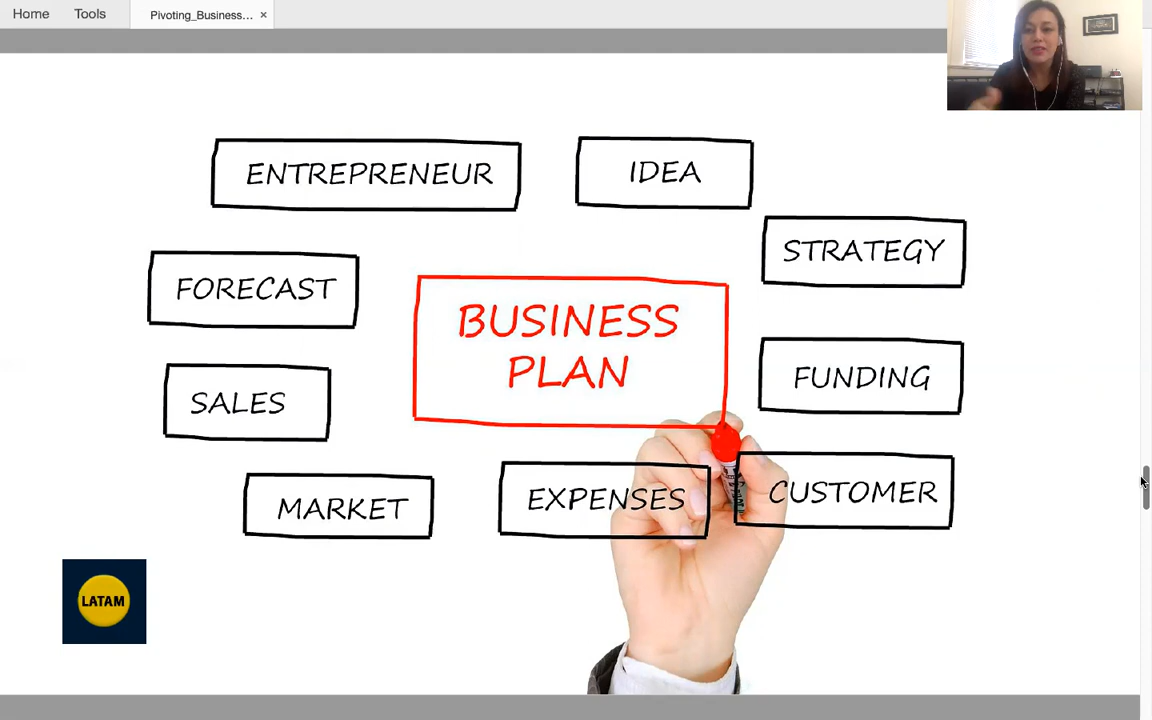 Home
Tools
Pivoting_Business... ×
ENTREPRENEUR
IDEA
STRATEGY
FORECAST
BUSINESS
PLAN
FUNDING
SALES
CUSTOMER
MARKET
EXPENSES
LATAM